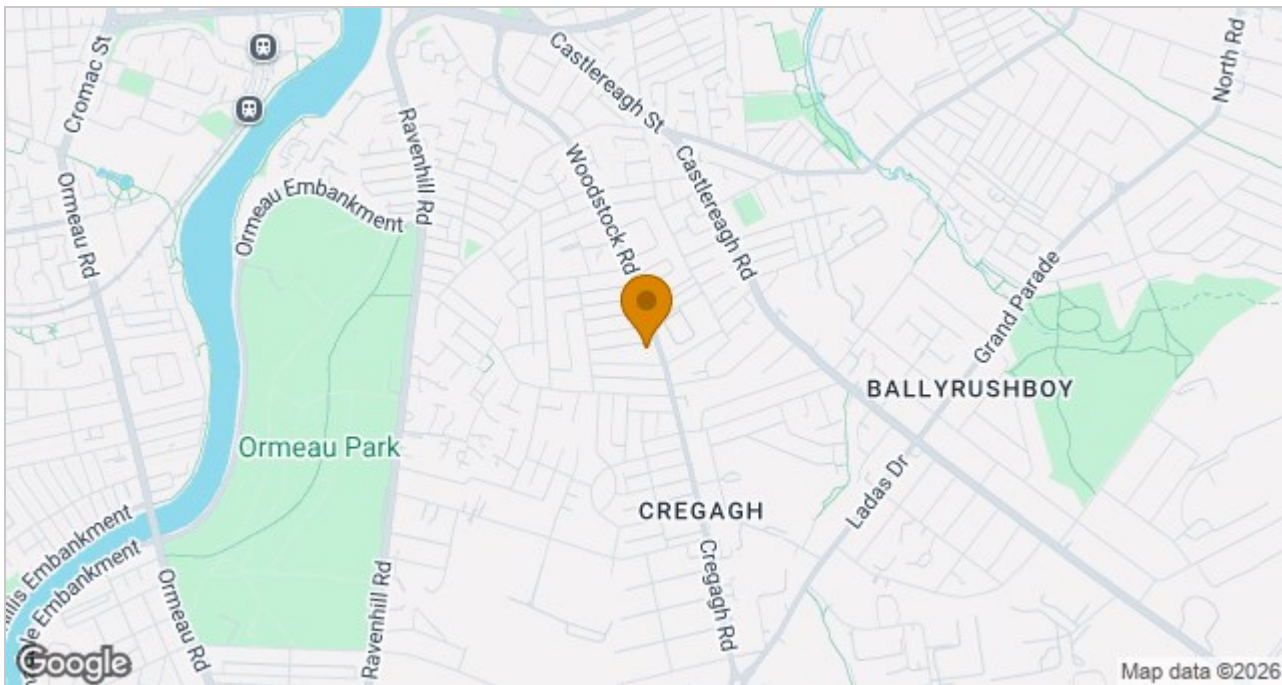 Cromac St
Castlereagh St
North Rd
Ravenhill Rd
Woodstock Rd
Castlereagh Rd
Ormeau Embankment
Ormeau Rd
Grand Parade
BALLYRUSHBOY
Ormeau Park
Ladas Dr
CREGAGH
Embankment
Embankment
Cregagh Rd
Ormeau Rd
Ravenhill Rd
Google
Map data ©2026